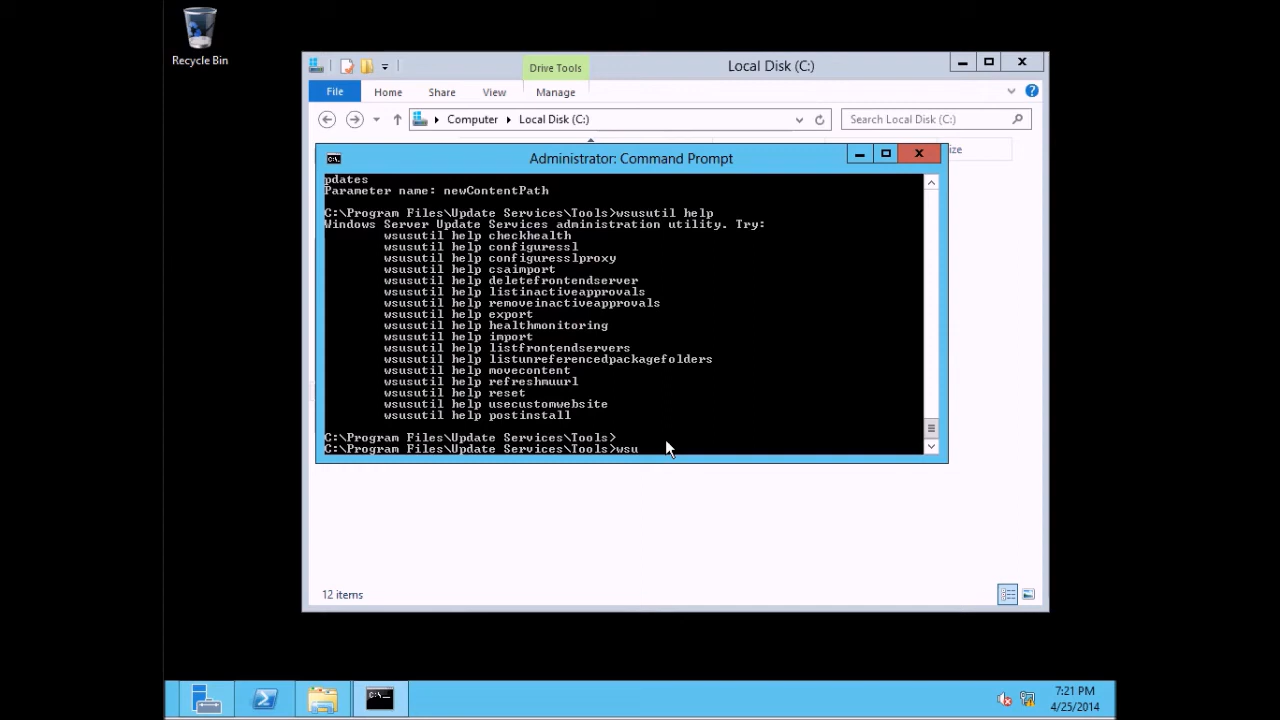 Recycle Bin
Drive Tools
Local Disk (C:)
File
Home
Share
View
Manage
Computer
Local Disk (C:)
Search Local Disk (C:)
Administrator: Command Prompt
pdates
Parameter name: newContentPath
C:\Program Files\Update Services\Tools>wsusutil help
Windows Server Update Services administration utility. Try:
wsusutil help checkhealth
wsusutil help configuressl
wsusutil help configuresslproxy
wsusutil help csaimport
wsusutil help deletefrontendserver
wsusutil help listinactiveapprovals
wsusutil help removeinactiveapprovals
wsusutil help export
wsusutil help healthmonitoring
wsusutil help import
wsusutil help listfrontendservers
wsusutil help listunreferencedpackagefolders
wsusutil help movecontent
wsusutil help refreshmuurl
wsusutil help reset
wsusutil help usecustomwebsite
wsusutil help postinstall
C:\Program Files\Update Services\Tools>
C:\Program Files\Update Services\Tools>wsu
12 items
7:21 PM
4/25/2014